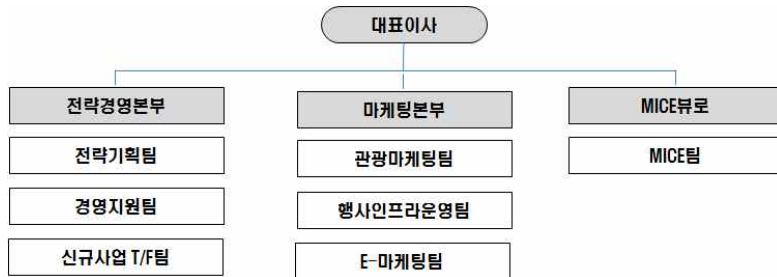 대표이사
전략경영본부
전략기획팀
경영지원팀
신규사업 T/F팀
마케팅본부
관광마케팅팀
행사인프라운영팀
E-마케팅팀
MICE뷰로
MICE팀